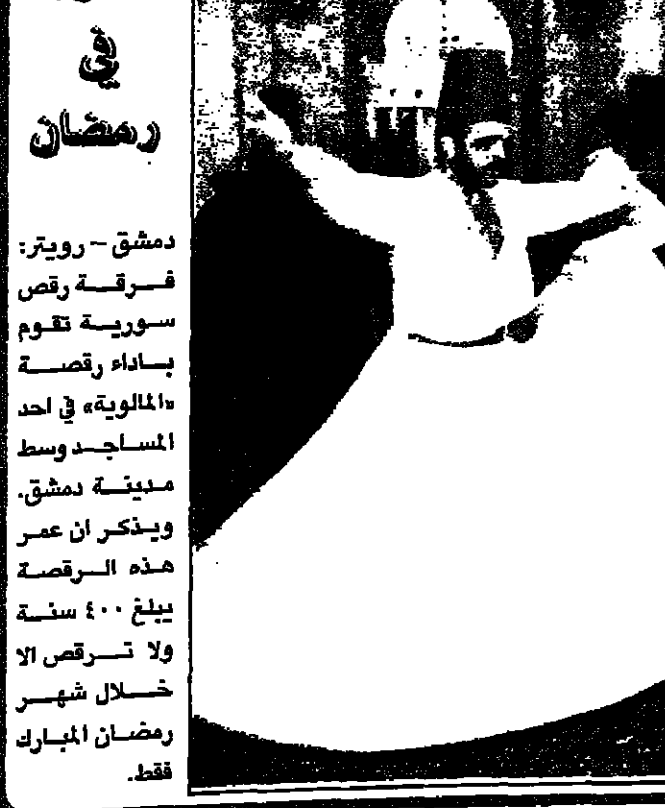 في
رمضان
دمشق - رويتر:
فرقة رقص
سورية تقوم
باداء رقصة
«المالوية» في احد
المساجد وسط
مدينة دمشق.
ويذكر ان عمر
هذه الرقصة
يبلغ ٤٠٠ سنة
ولا ترقص الا
خلال شهر
رمضان المبارك
فقط.